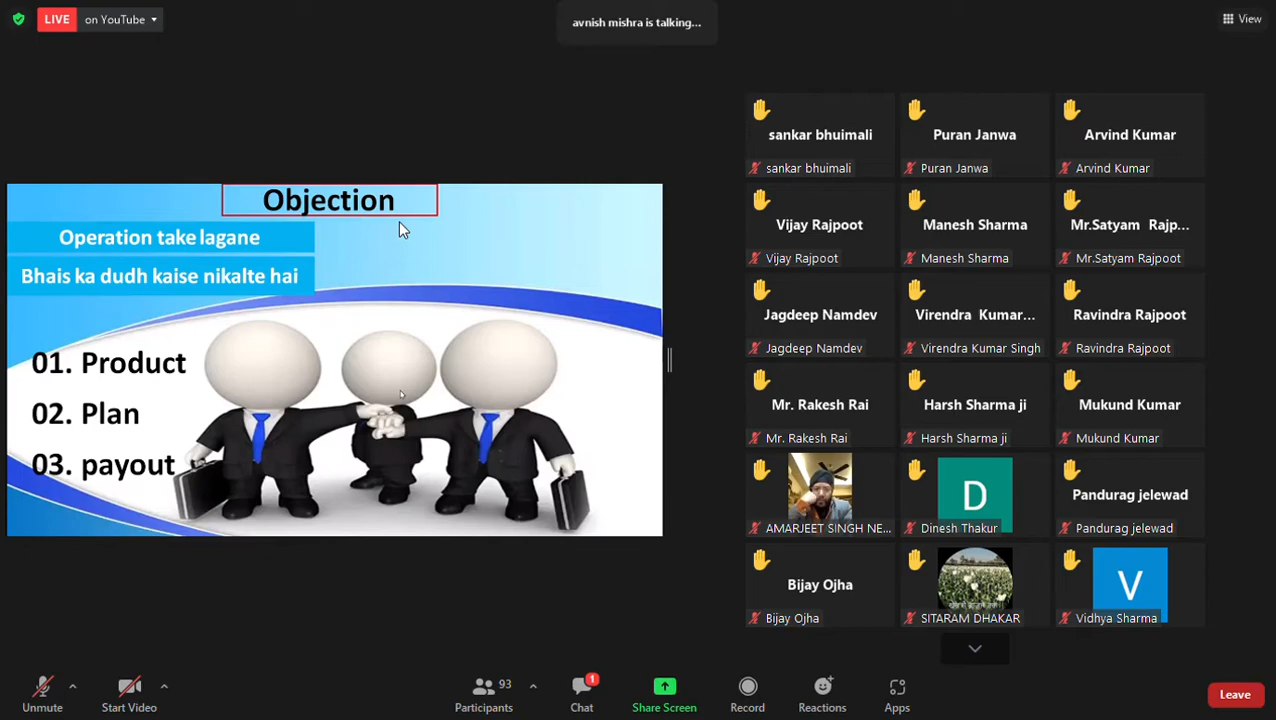 LIVE on YouTube
avnish mishra is talking...
View
Objection
Operation take lagane
Bhais ka dudh kaise nikalte hai
01. Product
02. Plan
03. payout
sankar bhuimali
sankar bhuimali
Puran Janwa
Puran Janwa
Arvind Kumar
Arvind Kumar
Vijay Rajpoot
Vijay Rajpoot
Manesh Sharma
Manesh Sharma
Mr.Satyam Rajp...
Mr.Satyam Rajpoot
Jagdeep Namdev
Jagdeep Namdev
Virendra Kumar...
Virendra Kumar Singh
Ravindra Rajpoot
Ravindra Rajpoot
Mr. Rakesh Rai
Mr. Rakesh Rai
Harsh Sharma ji
Harsh Sharma ji
Mukund Kumar
Mukund Kumar
AMARJEET SINGH NE...
D
Dinesh Thakur
Pandurag jelewad
Pandurag jelewad
Bijay Ojha
Bijay Ojha
SITARAM DHAKAR
V
Vidhya Sharma
Unmute
Start Video
93
Participants
1
Chat
Share Screen
Record
Reactions
Apps
Leave